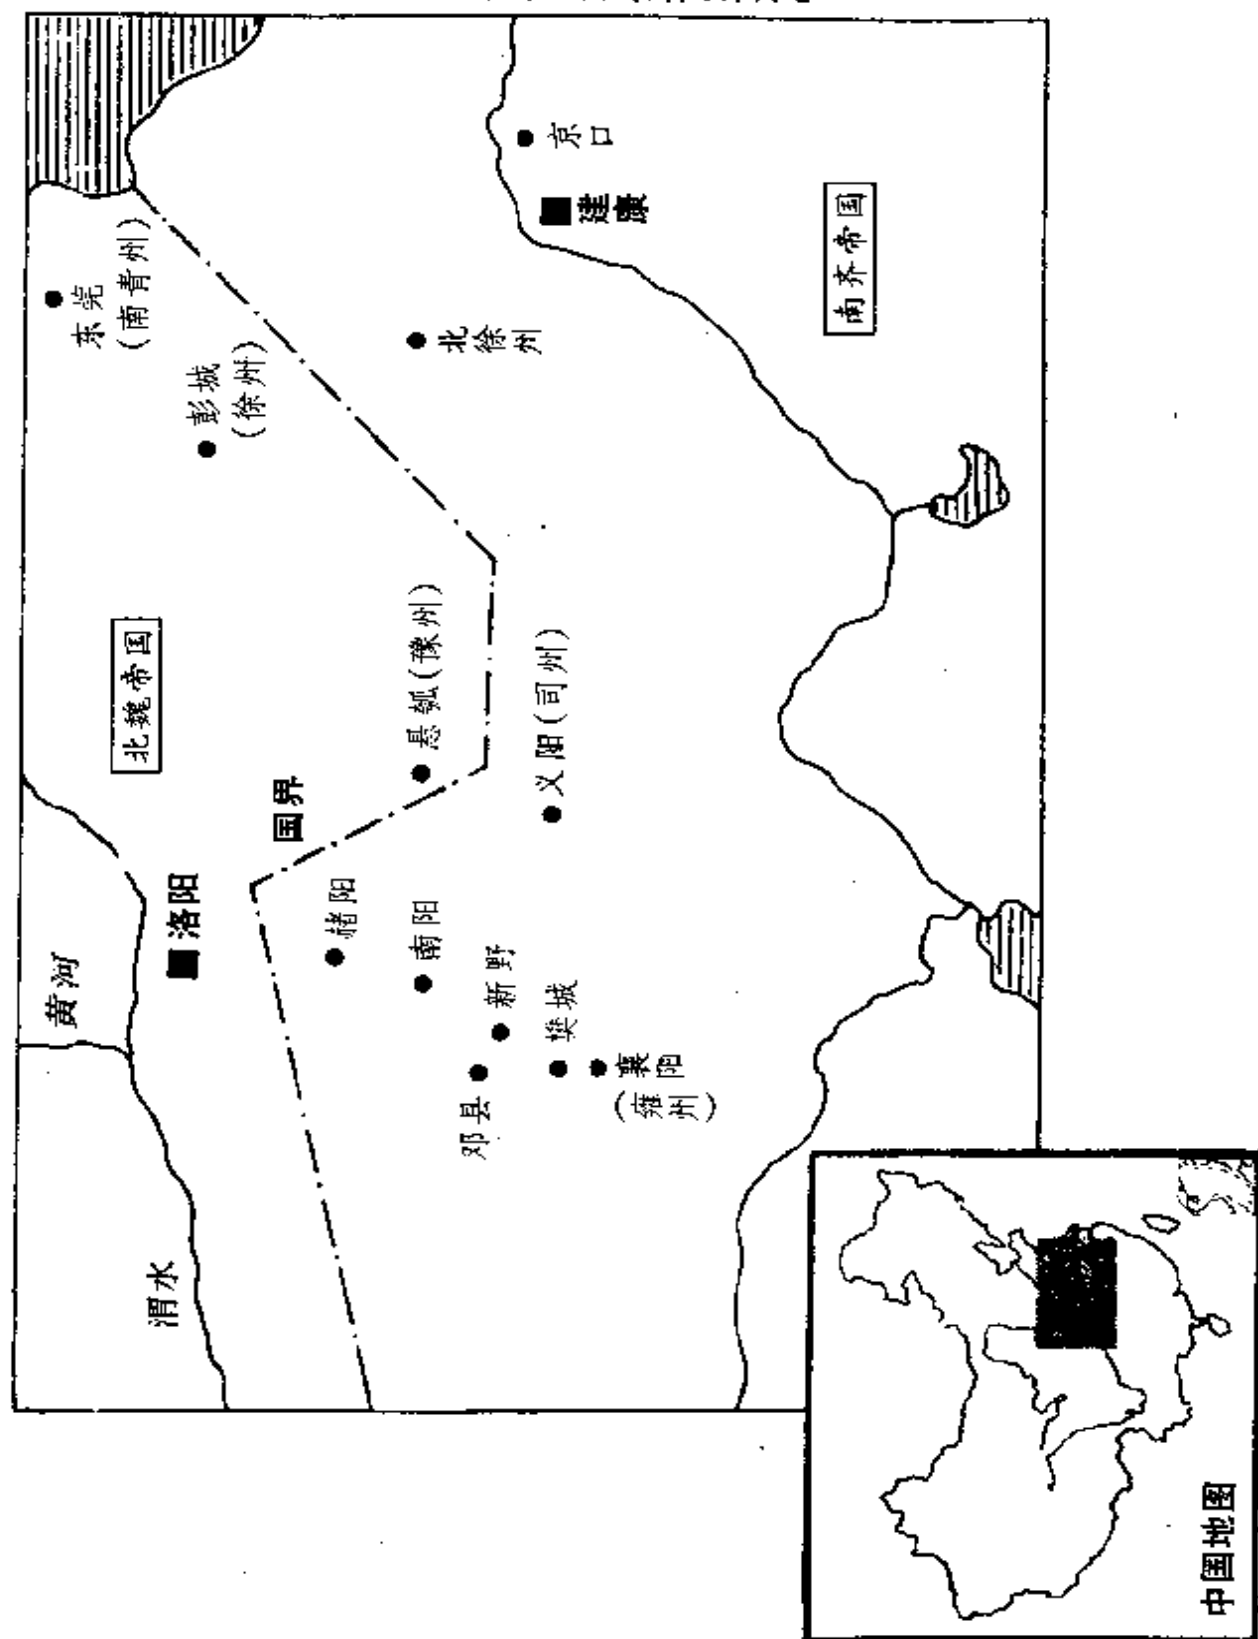 黄河
渭水
洛阳
北魏帝国
国界
东莞
(南青州)
彭城
(徐州)
北徐州
京口
建康
南齐帝国
悬瓠(豫州)
义阳(司州)
赭阳
南阳
新野
邓县
樊城
襄阳
(雍州)
中国地图